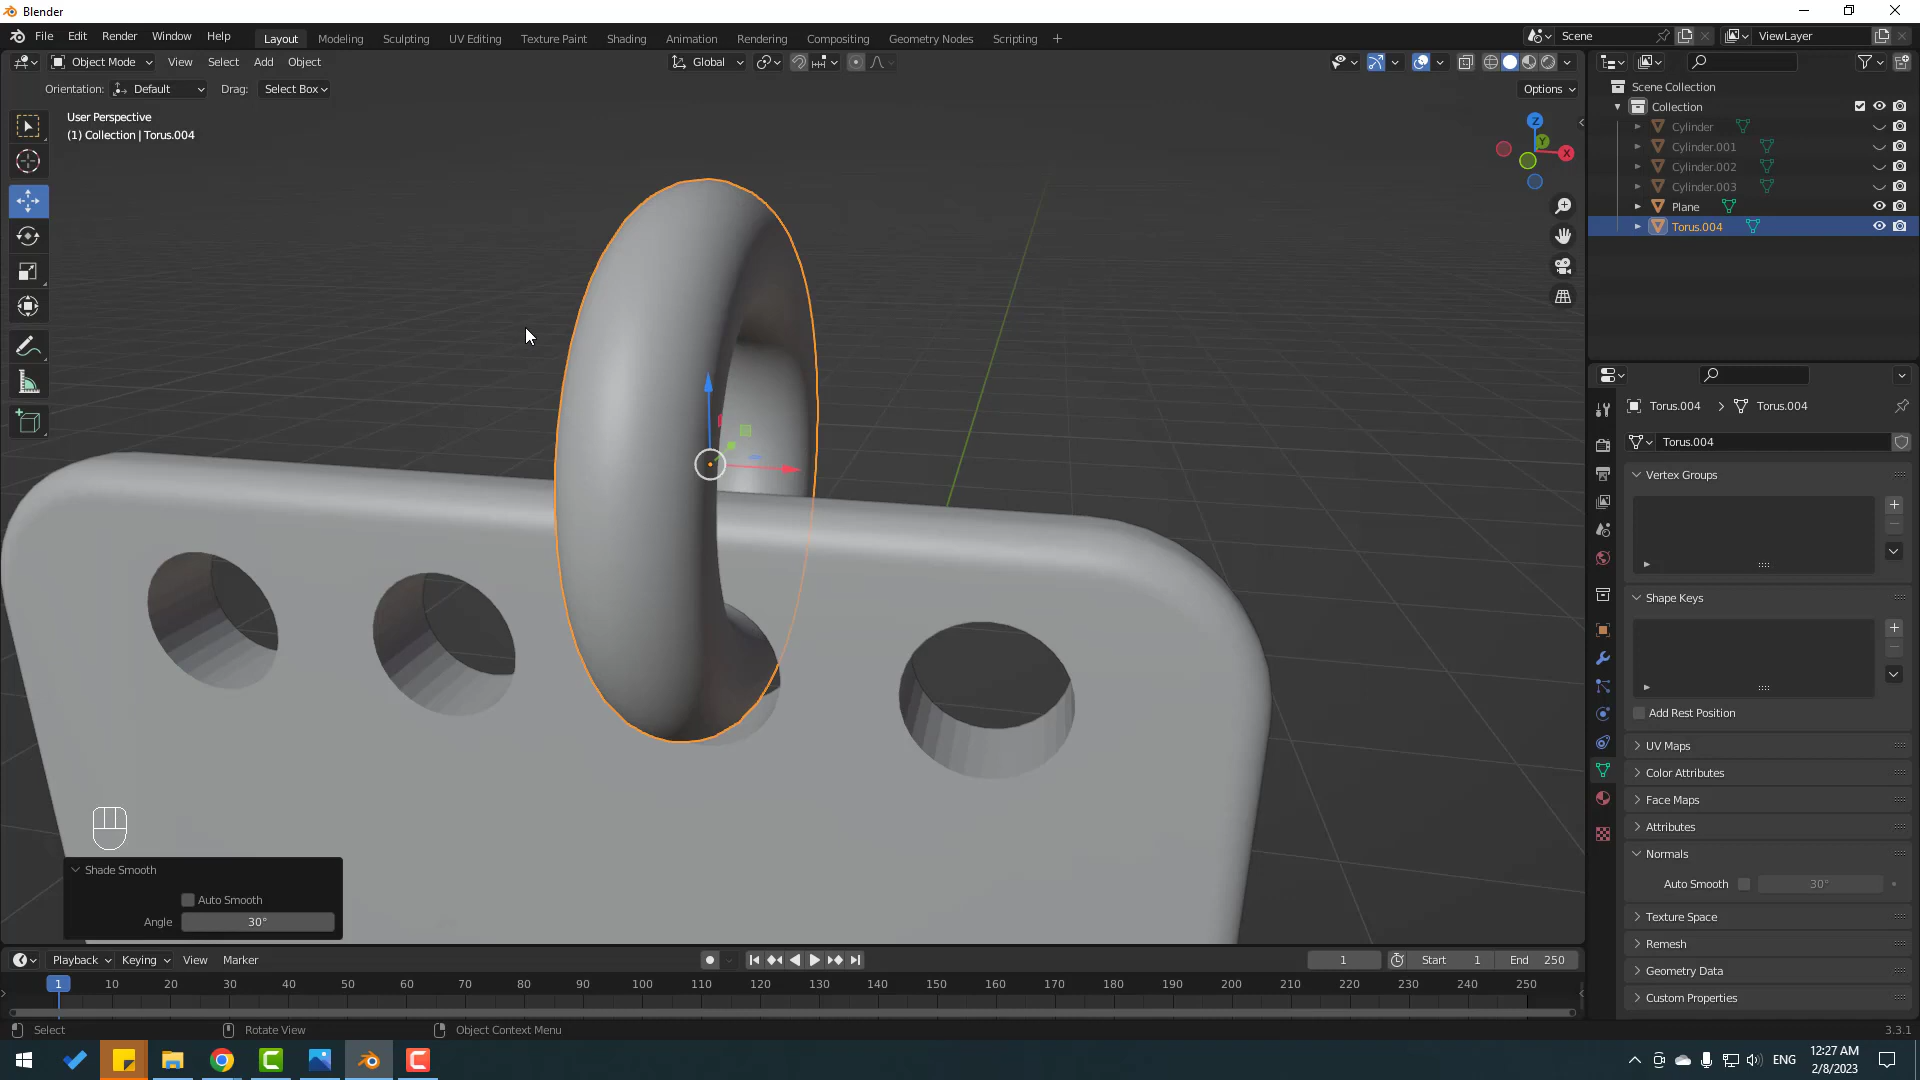 Blender
File Edit Render Window Help
Layout Modeling Sculpting UV Editing Texture Paint Shading Animation Rendering Compositing Geometry Nodes Scripting +
Scene
ViewLayer
Object Mode View Select Add Object
Global
Orientation: Default Drag: Select Box
Options
User Perspective
(1) Collection | Torus.004
Z
Y
X
Scene Collection
Collection
Cylinder
Cylinder.001
Cylinder.002
Cylinder.003
Plane
Torus.004
Torus.004 > Torus.004
Torus.004
Vertex Groups
Shape Keys
Add Rest Position
UV Maps
Color Attributes
Face Maps
Attributes
Normals
Auto Smooth 30°
Texture Space
Remesh
Geometry Data
Custom Properties
Shade Smooth
Auto Smooth
Angle 30°
Playback Keying View Marker
1 Start 1 End 250
1 10 20 30 40 50 60 70 80 90 100 110 120 130 140 150 160 170 180 190 200 210 220 230 240 250
Select Rotate View Object Context Menu
3.3.1
ENG
12:27 AM
2/8/2023